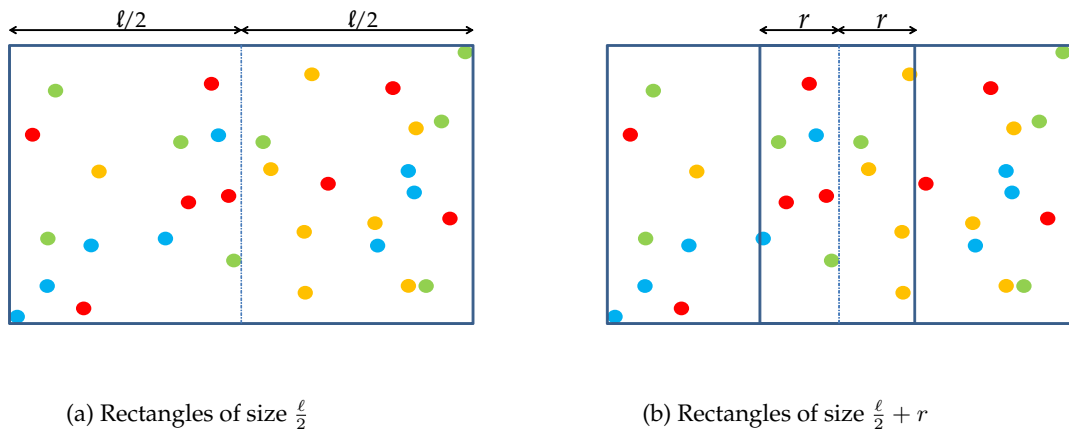 ℓ/2 ℓ/2 r r
(a) Rectangles of size ℓ/2 (b) Rectangles of size ℓ/2 + r